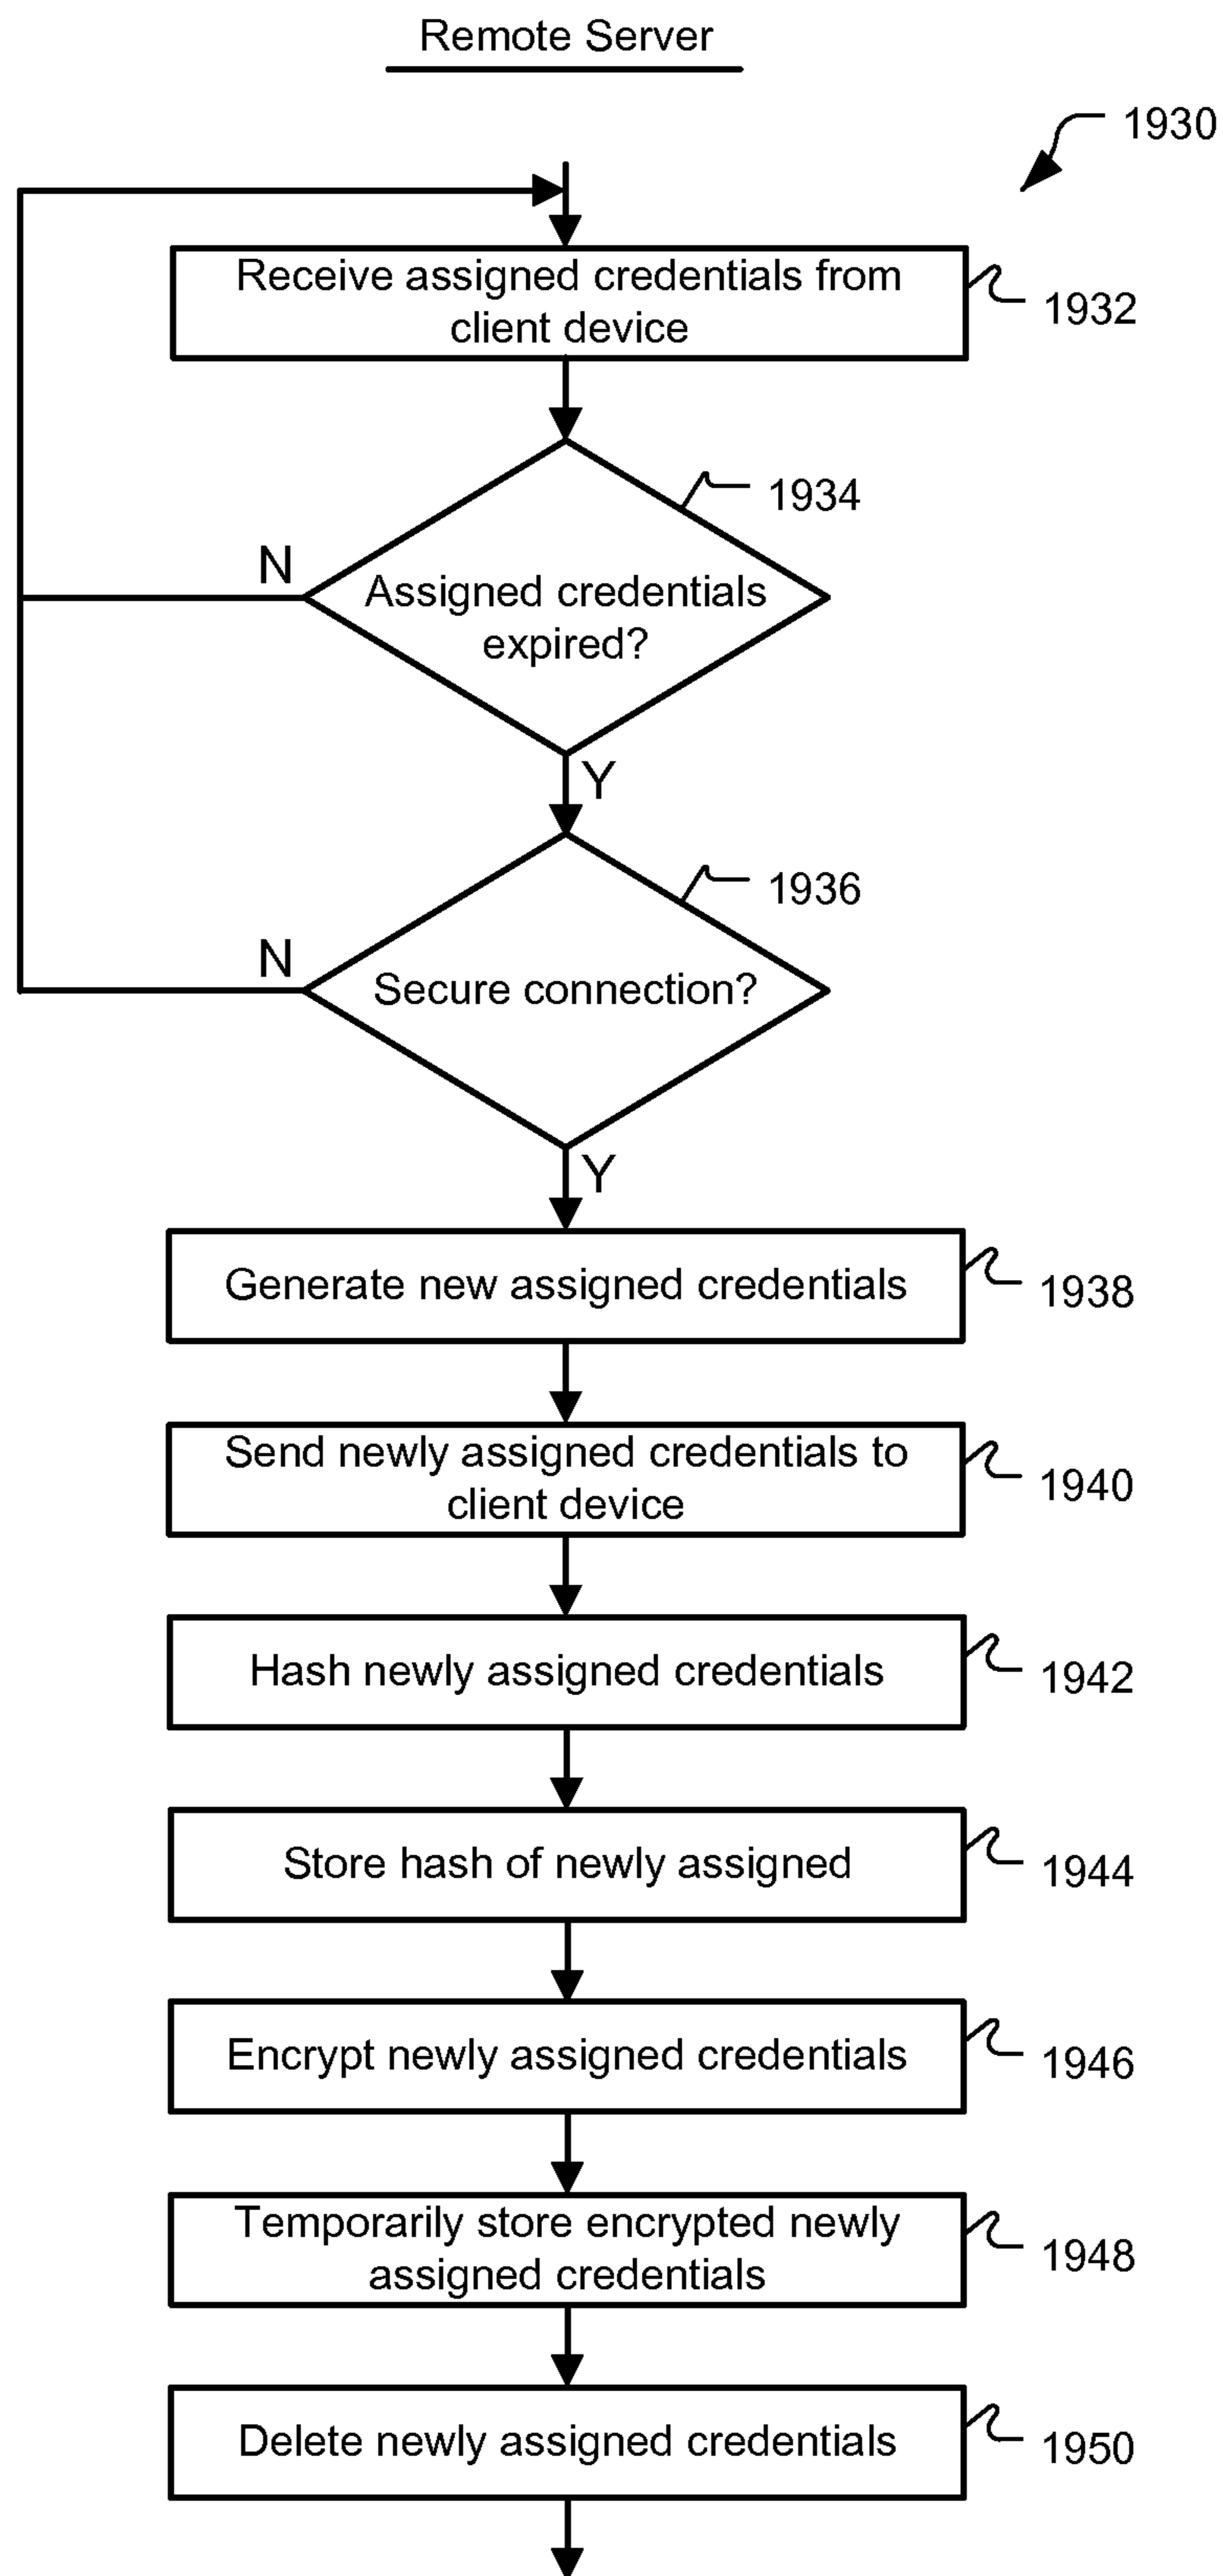 Remote Server
1930
Receive assigned credentials from
client device
1932
1934
Assigned credentials
expired?
N
Y
1936
Secure connection?
N
Y
Generate new assigned credentials
1938
Send newly assigned credentials to
client device
1940
Hash newly assigned credentials
1942
Store hash of newly assigned
1944
Encrypt newly assigned credentials
1946
Temporarily store encrypted newly
assigned credentials
1948
Delete newly assigned credentials
1950